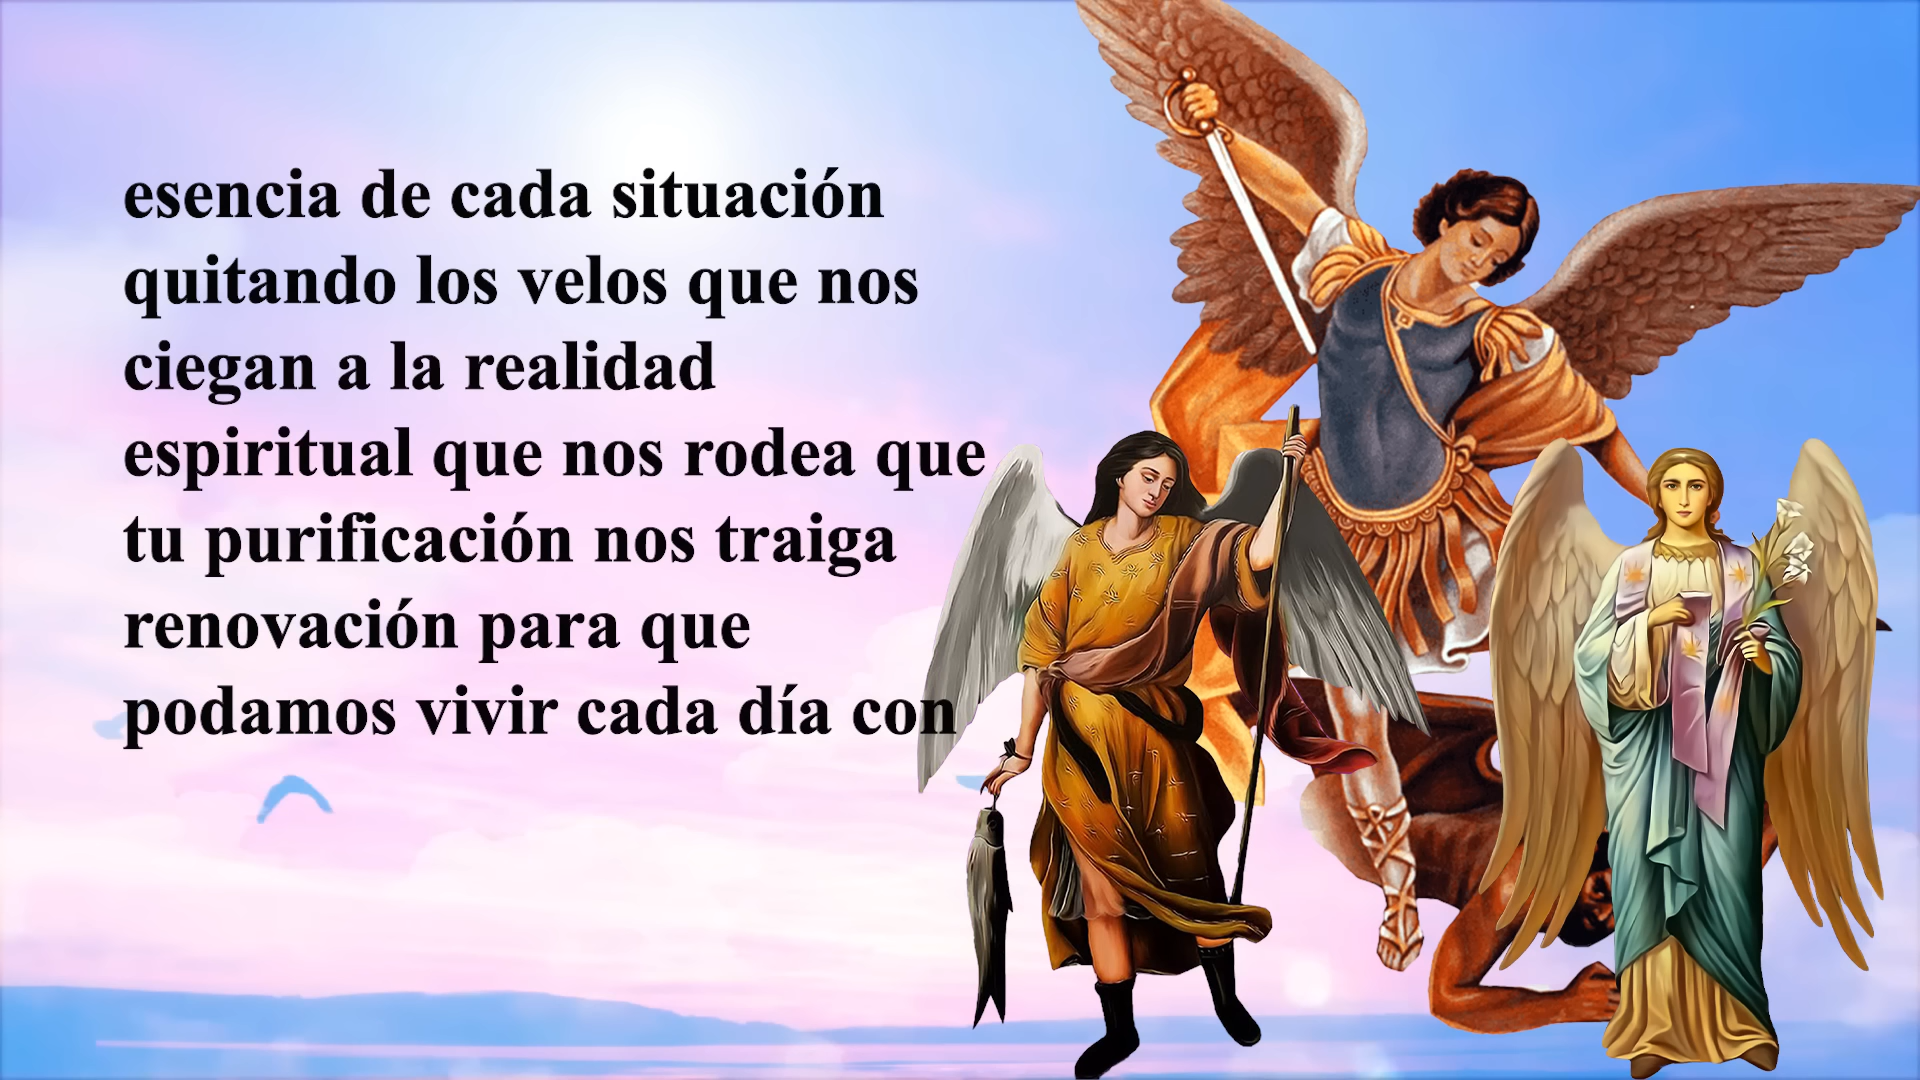 esencia de cada situación
quitando los velos que nos
ciegan a la realidad
espiritual que nos rodea que
tu purificación nos traiga
renovación para que
podamos vivir cada día con